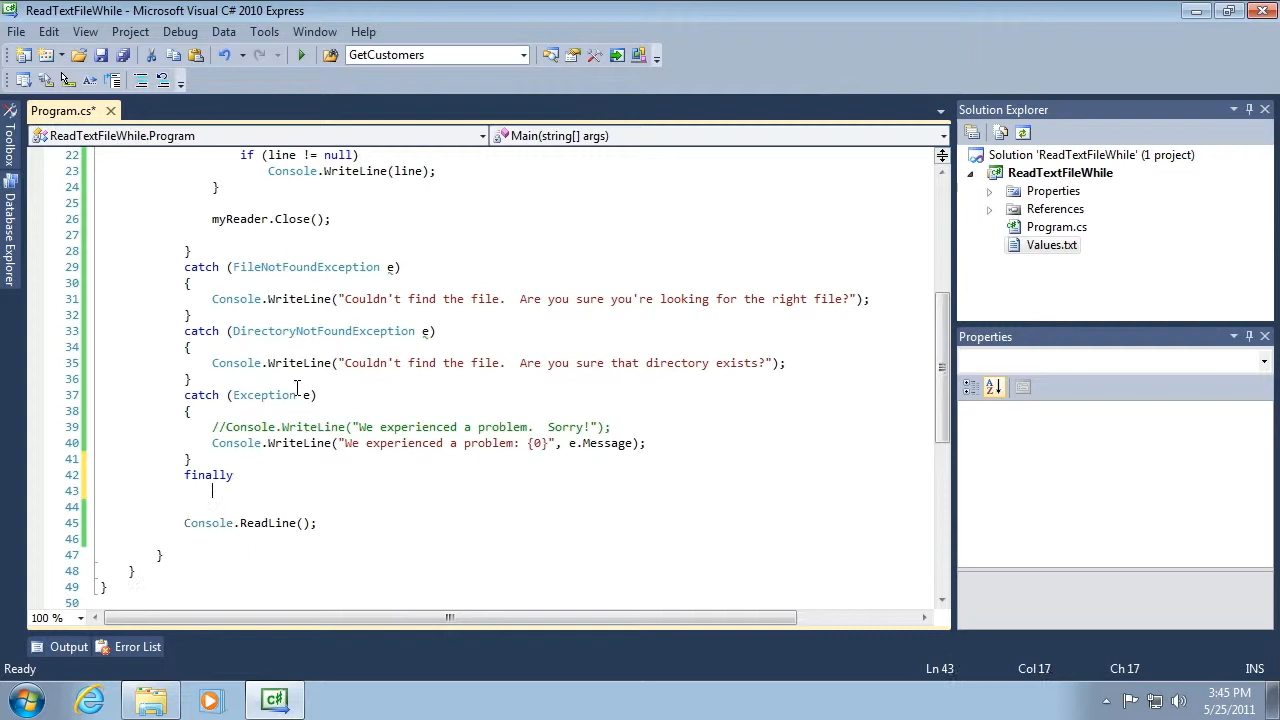 ReadTextFileWhile - Microsoft Visual C# 2010 Express
File Edit View Project Debug Data Tools Window Help
GetCustomers
Program.cs*
ReadTextFileWhile.Program
Main(string[] args)
Toolbox
Database Explorer
22 if (line != null)
23 Console.WriteLine(line);
24 }
25
26 myReader.Close();
27
28 }
29 catch (FileNotFoundException e)
30 {
31 Console.WriteLine("Couldn't find the file.  Are you sure you're looking for the right file?");
32 }
33 catch (DirectoryNotFoundException e)
34 {
35 Console.WriteLine("Couldn't find the file.  Are you sure that directory exists?");
36 }
37 catch (Exception e)
38 {
39 //Console.WriteLine("We experienced a problem.  Sorry!");
40 Console.WriteLine("We experienced a problem: {0}", e.Message);
41 }
42 finally
43
44
45 Console.ReadLine();
46
47 }
48 }
49 }
50
100 %
Solution Explorer
Solution 'ReadTextFileWhile' (1 project)
ReadTextFileWhile
Properties
References
Program.cs
Values.txt
Properties
Output Error List
Ready
Ln 43 Col 17 Ch 17 INS
3:45 PM
5/25/2011